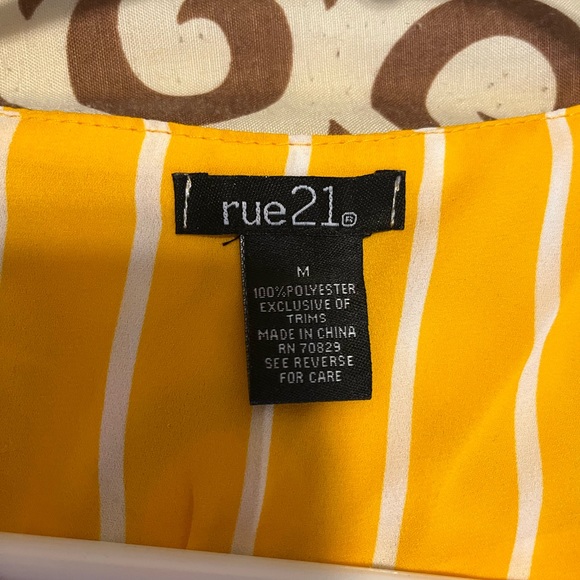 rue21®
M
100%POLYESTER
EXCLUSIVE OF
TRIMS
MADE IN CHINA
RN 70829
SEE REVERSE
FOR CARE